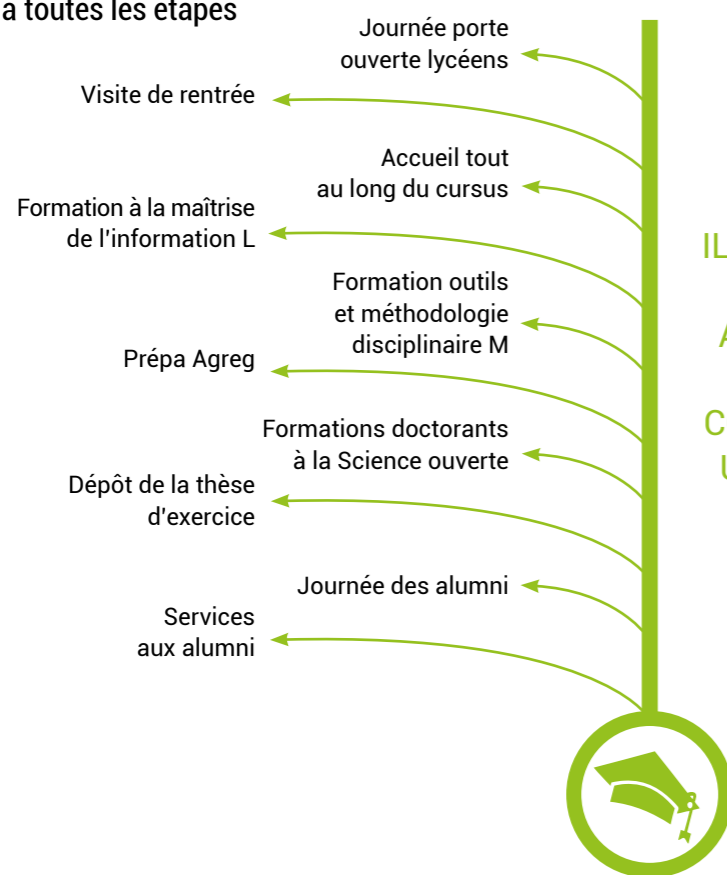 à toutes les étapes
Journée porte
ouverte lycéens
Visite de rentrée
Accueil tout
au long du cursus
Formation à la maîtrise
de l'information L
Formation outils
et méthodologie
disciplinaire M
Prépa Agreg
Formations doctorants
à la Science ouverte
Dépôt de la thèse
d'exercice
Journée des alumni
Services
aux alumni
IL